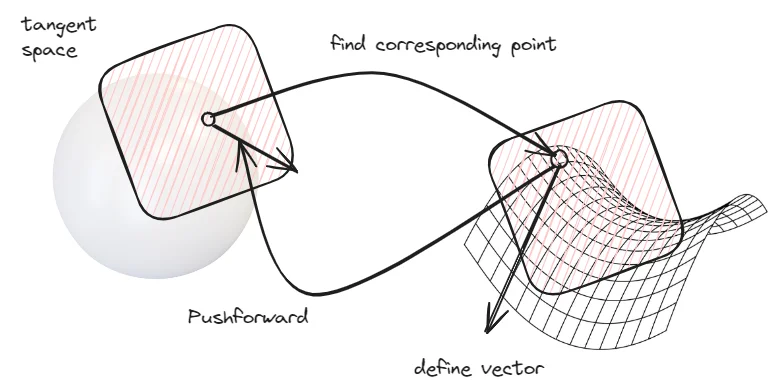 tangent
space
find corresponding point
Pushforward
define vector